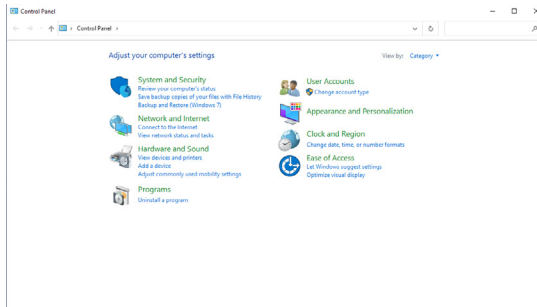 Control Panel
Control Panel
Adjust your computer's settings
View by: Category
System and Security
Review your computer's status
Save backup copies of your files with File History
Backup and Restore (Windows 7)
Network and Internet
Connect to the Internet
View network status and tasks
Hardware and Sound
View devices and printers
Add a device
Adjust commonly used mobility settings
Programs
Uninstall a program
User Accounts
Change account type
Appearance and Personalization
Clock and Region
Change date, time, or number formats
Ease of Access
Let Windows suggest settings
Optimize visual display